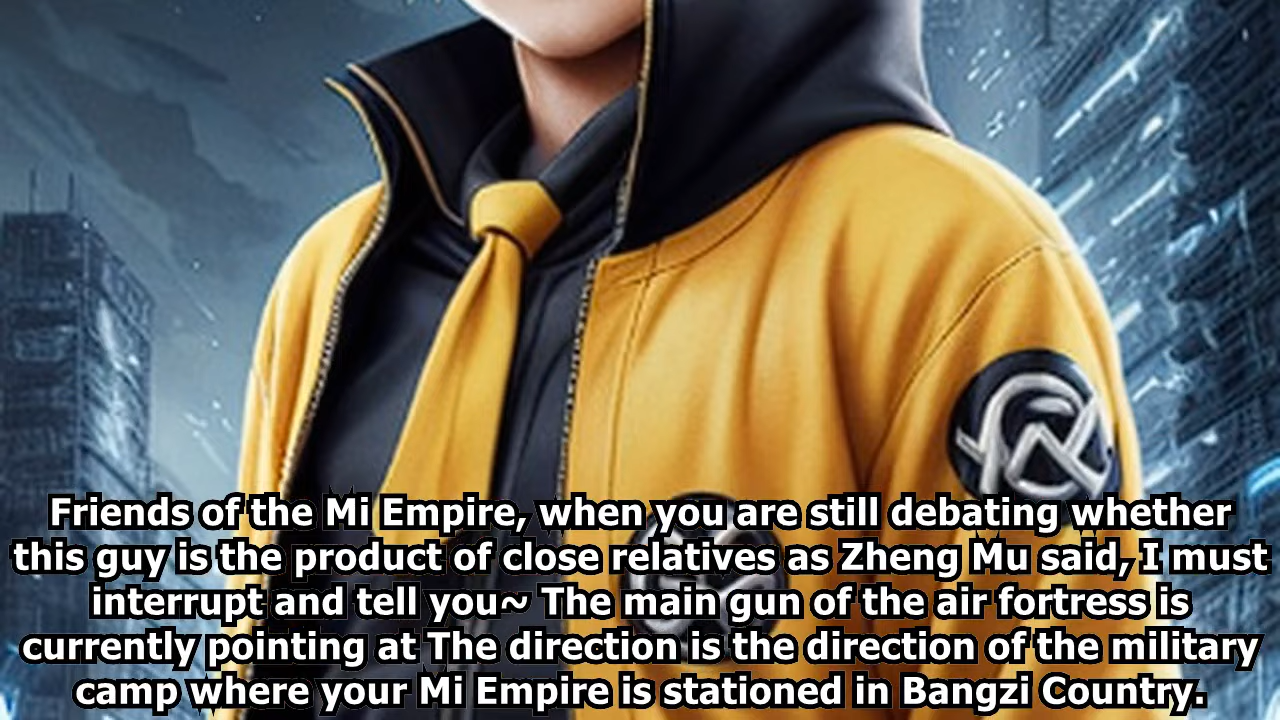 Friends of the Mi Empire, when you are still debating whether
this guy is the product of close relatives as Zheng Mu said, I must
interrupt and tell you~ The main gun of the air fortress is
currently pointing at The direction is the direction of the military
camp where your Mi Empire is stationed in Bangzi Country.